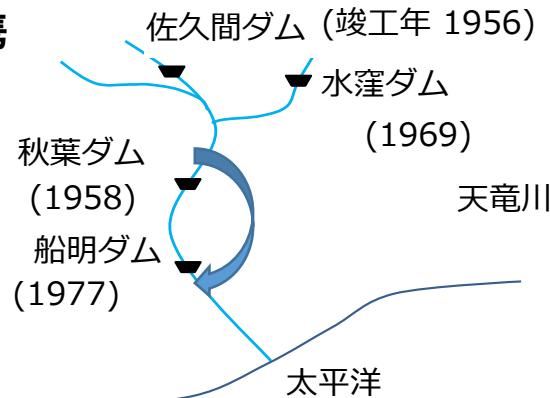 佐久間ダム (竣工年 1956)
水窪ダム
(1969)
秋葉ダム
(1958)
天竜川
船明ダム
(1977)
太平洋